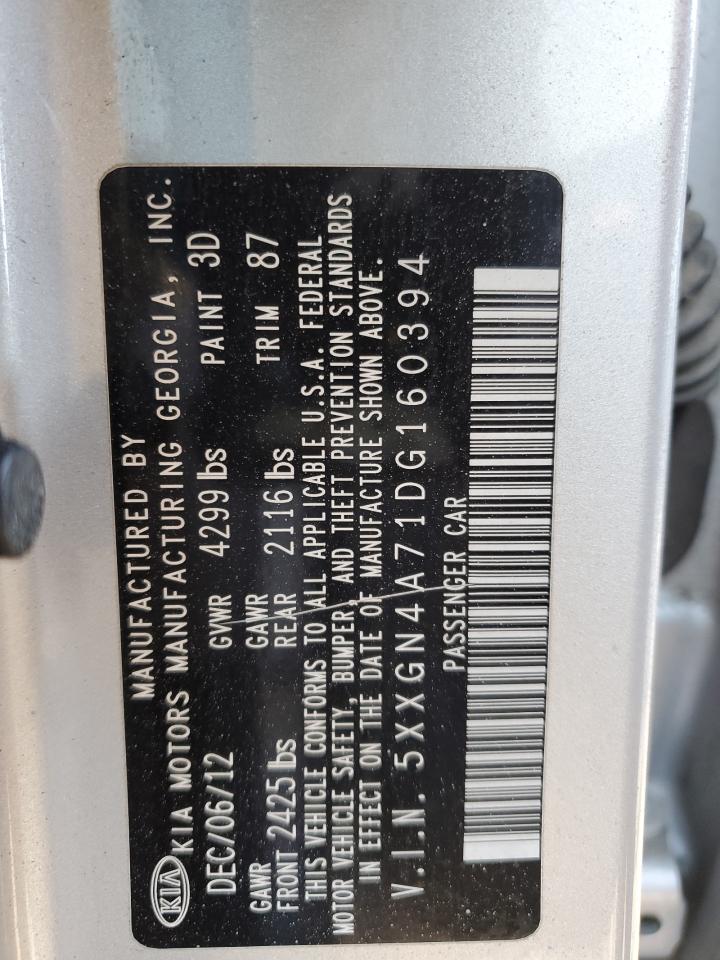 MANUFACTURED BY
KIA KIA MOTORS MANUFACTURING GEORGIA, INC.
DEC/06/12 GVWR 4299 lbs PAINT 3D
GAWR FRONT 2425 lbs GAWR REAR 2116 lbs TRIM 87
THIS VEHICLE CONFORMS TO ALL APPLICABLE U.S.A. FEDERAL
MOTOR VEHICLE SAFETY, BUMPER, AND THEFT PREVENTION STANDARDS
IN EFFECT ON THE DATE OF MANUFACTURE SHOWN ABOVE.
V.I.N. 5XXGN4A71DG160394
PASSENGER CAR